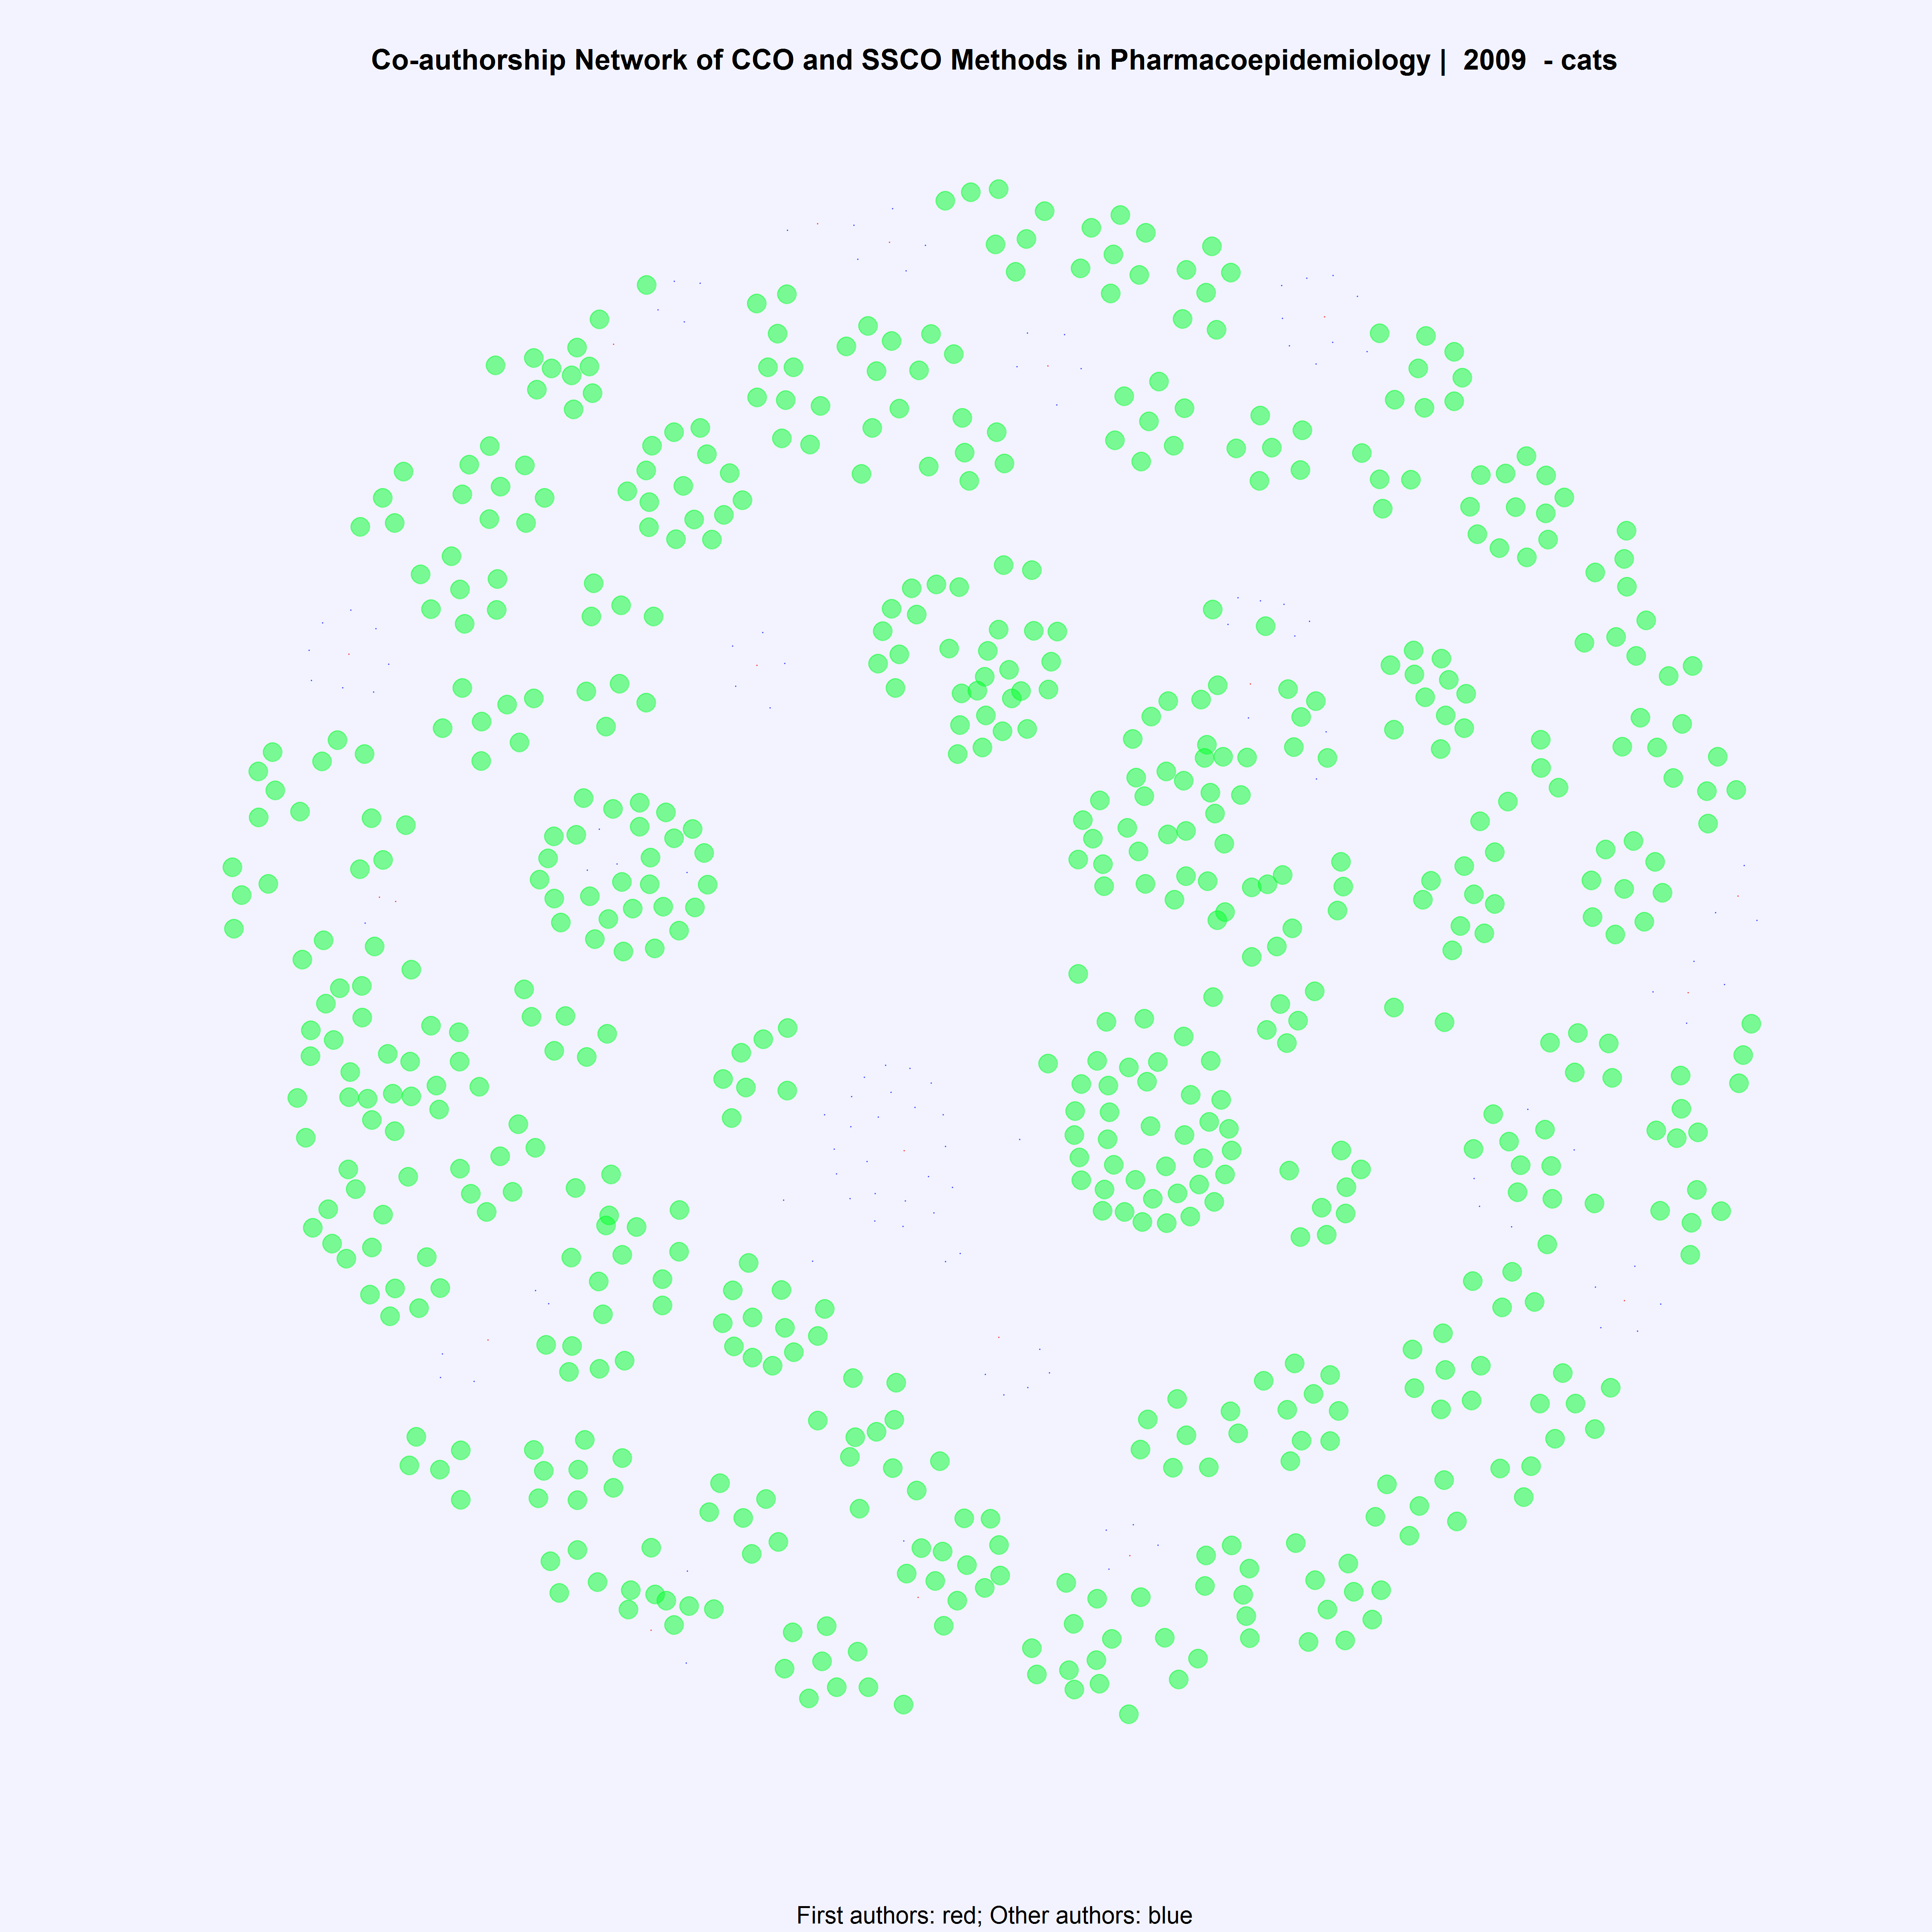 Co-authorship Network of CCO and SSCO Methods in Pharmacoepidemiology | 2009 - cats
First authors: red; Other authors: blue